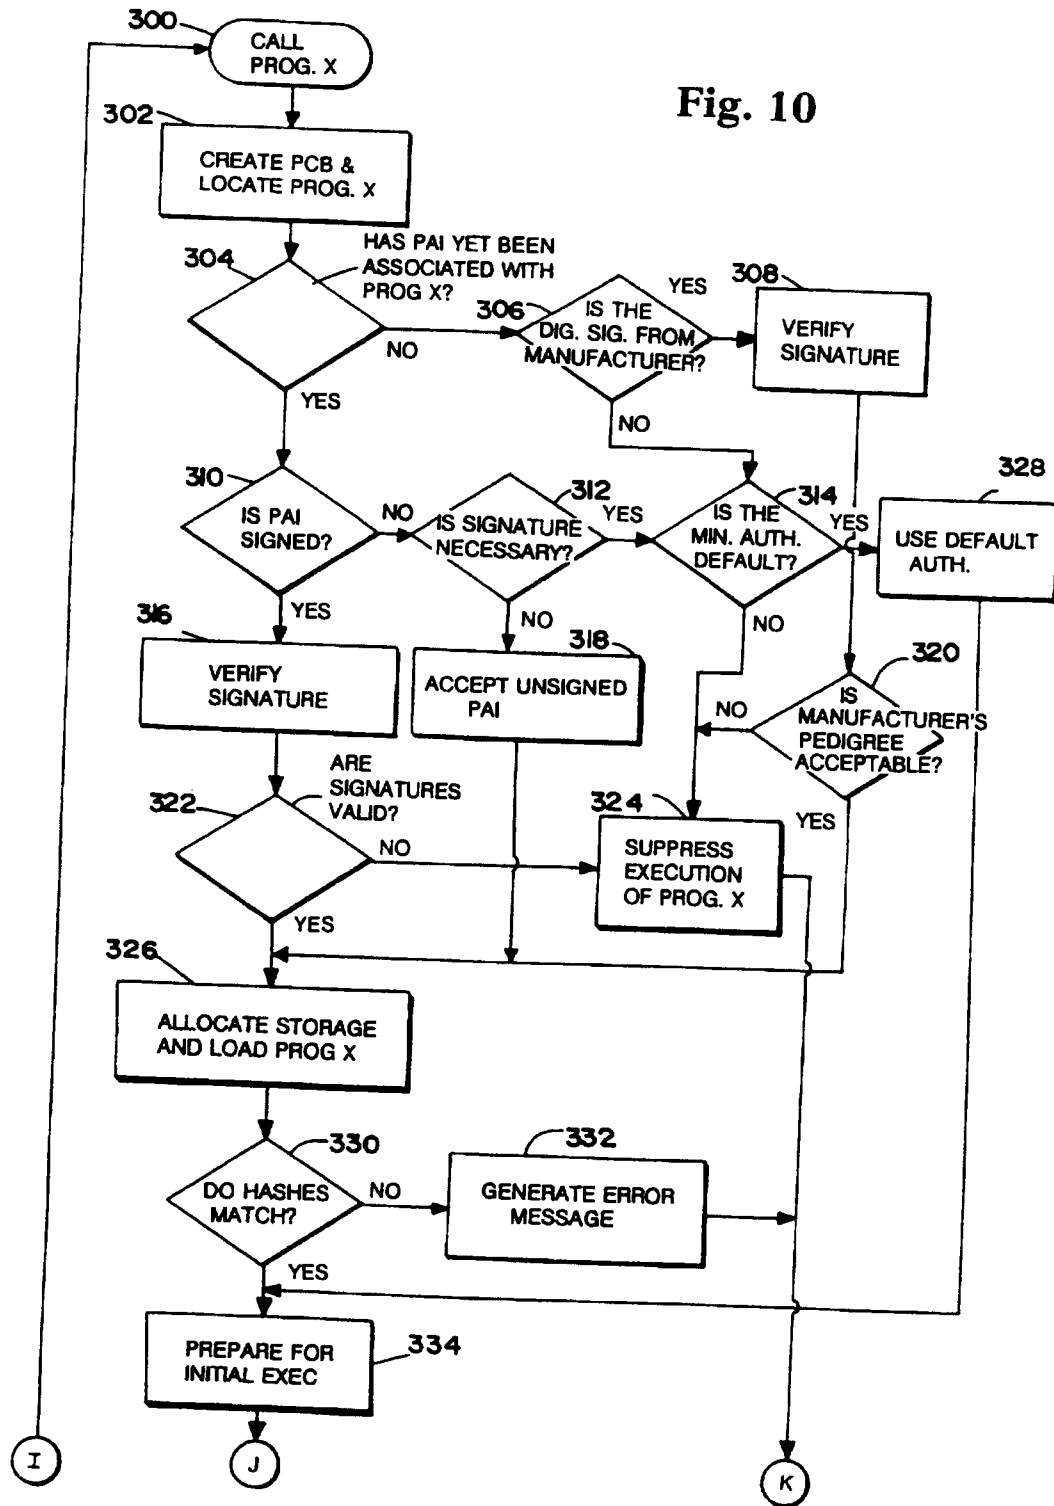 300
CALL
PROG. X
Fig. 10
302
CREATE PCB &
LOCATE PROG. X
304
HAS PAI YET BEEN
ASSOCIATED WITH
PROG X?
NO
YES
306
IS THE
DIG. SIG. FROM
MANUFACTURER?
YES
NO
308
VERIFY
SIGNATURE
310
IS PAI
SIGNED?
NO
YES
312
IS SIGNATURE
NECESSARY?
YES
NO
314
IS THE
MIN. AUTH.
DEFAULT?
YES
NO
328
USE DEFAULT
AUTH.
316
VERIFY
SIGNATURE
318
ACCEPT UNSIGNED
PAI
320
IS
MANUFACTURER'S
PEDIGREE
ACCEPTABLE?
NO
YES
322
ARE
SIGNATURES
VALID?
NO
YES
324
SUPPRESS
EXECUTION
OF PROG. X
326
ALLOCATE STORAGE
AND LOAD PROG X
330
DO HASHES
MATCH?
NO
YES
332
GENERATE ERROR
MESSAGE
PREPARE FOR
INITIAL EXEC
334
I
J
K